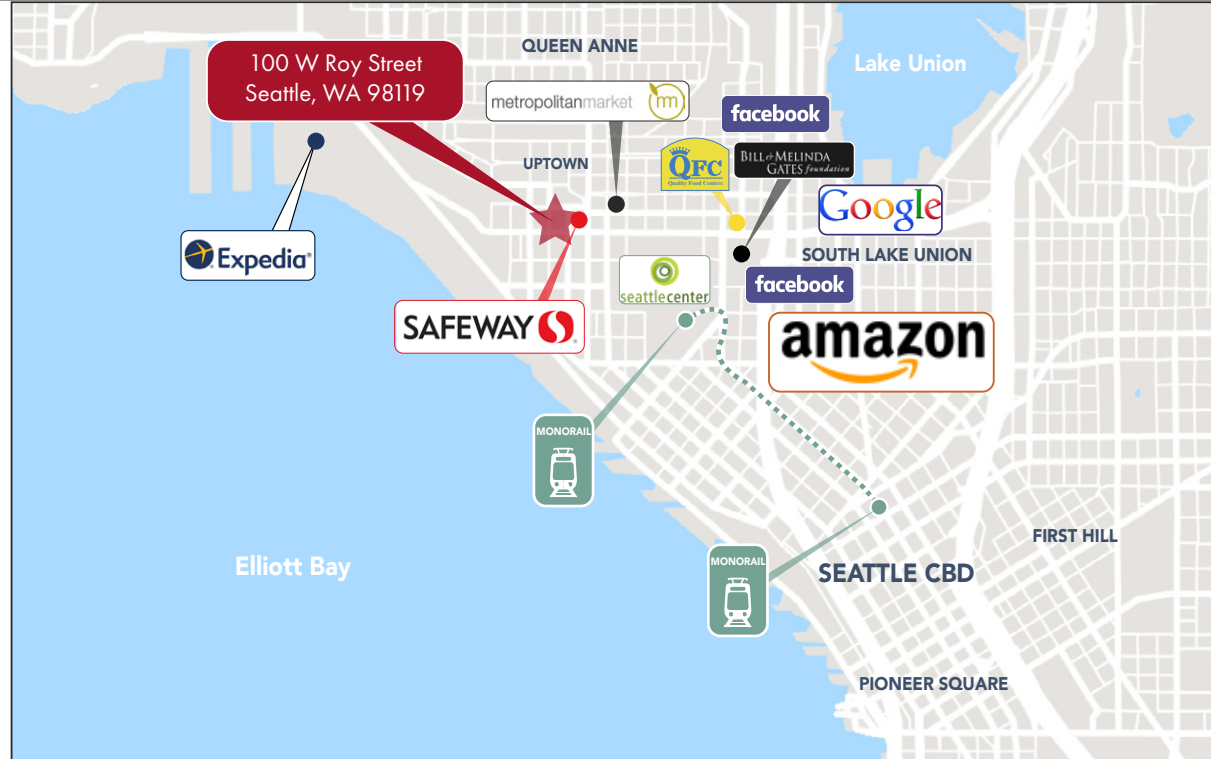 QUEEN ANNE
100 W Roy Street
Seattle, WA 98119
Lake Union
metropolitanmarket
m
facebook
UPTOWN
QFC
Quality Food Centers
BILL & MELINDA
GATES foundation
Google
Expedia®
SOUTH LAKE UNION
seattlecenter
facebook
SAFEWAY
amazon
MONORAIL
FIRST HILL
Elliott Bay
MONORAIL
SEATTLE CBD
PIONEER SQUARE